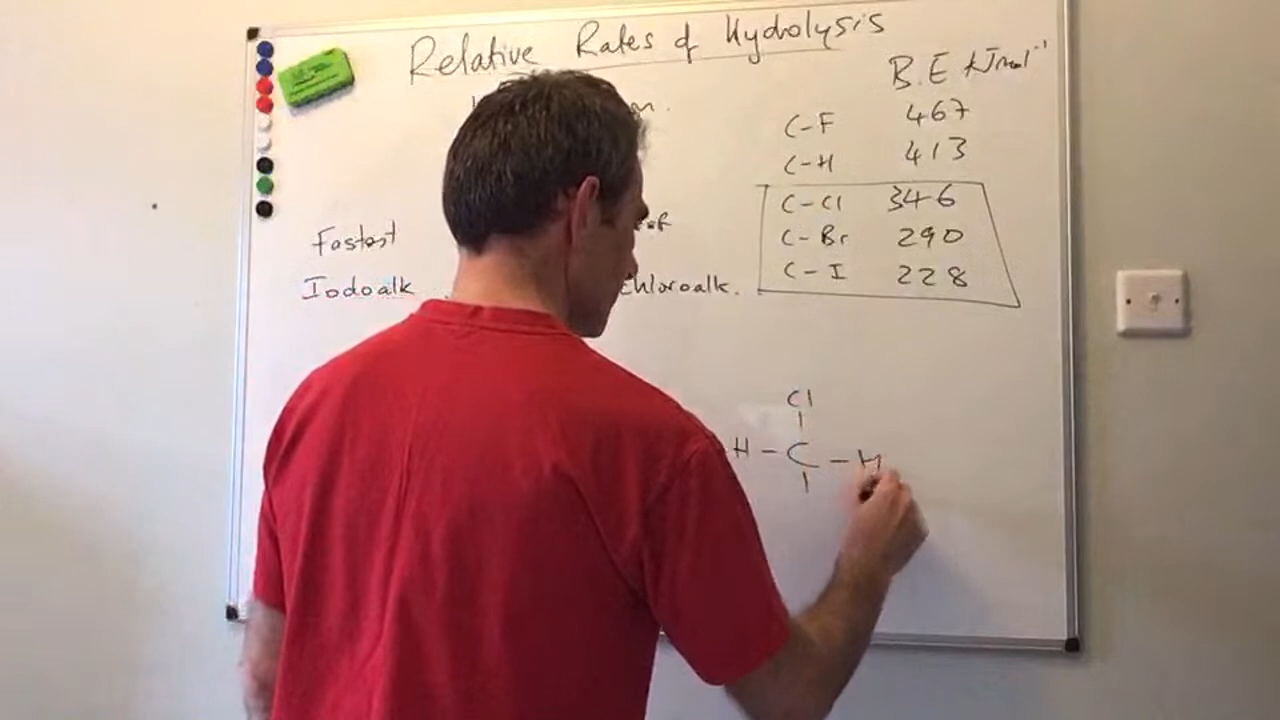 Relative Rates of Hydrolysis
B.E kJmol⁻¹
C-F 467
C-H 413
C-Cl 346
C-Br 290
C-I 228
Fastest
Iodoalk Chloroalk.
Cl
H - C - H